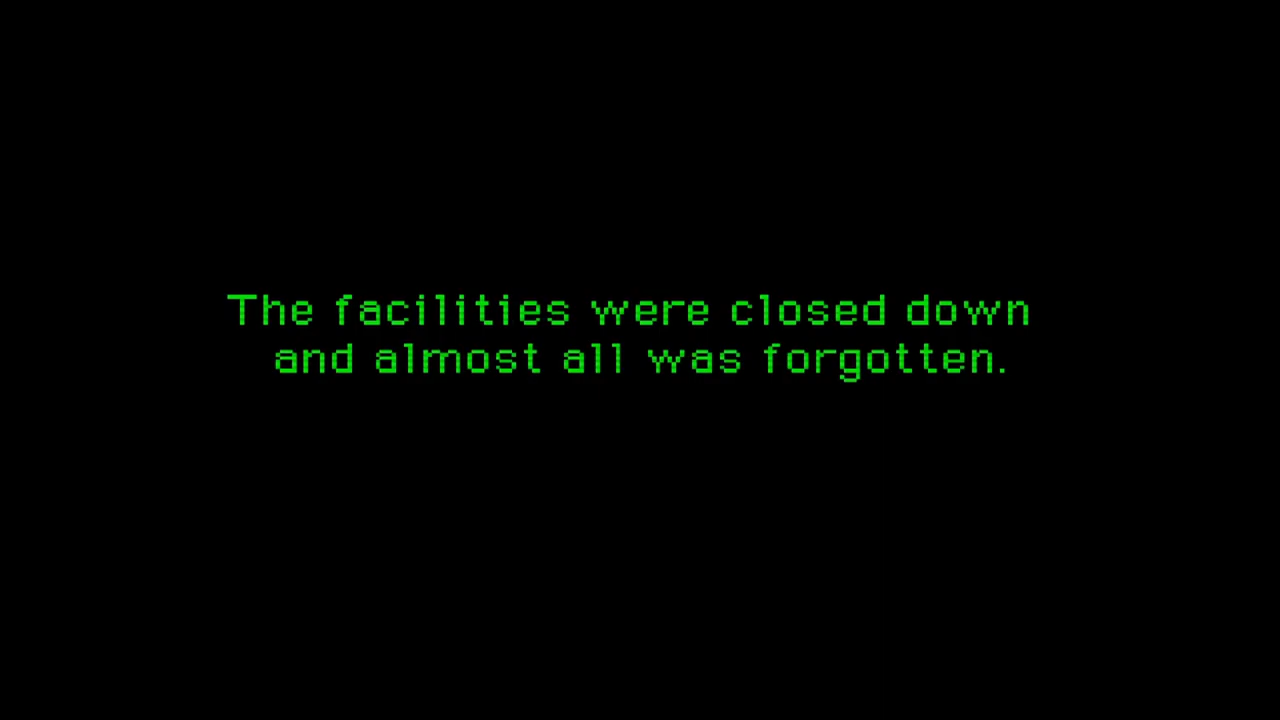 The facilities were closed down
and almost all was forgotten.